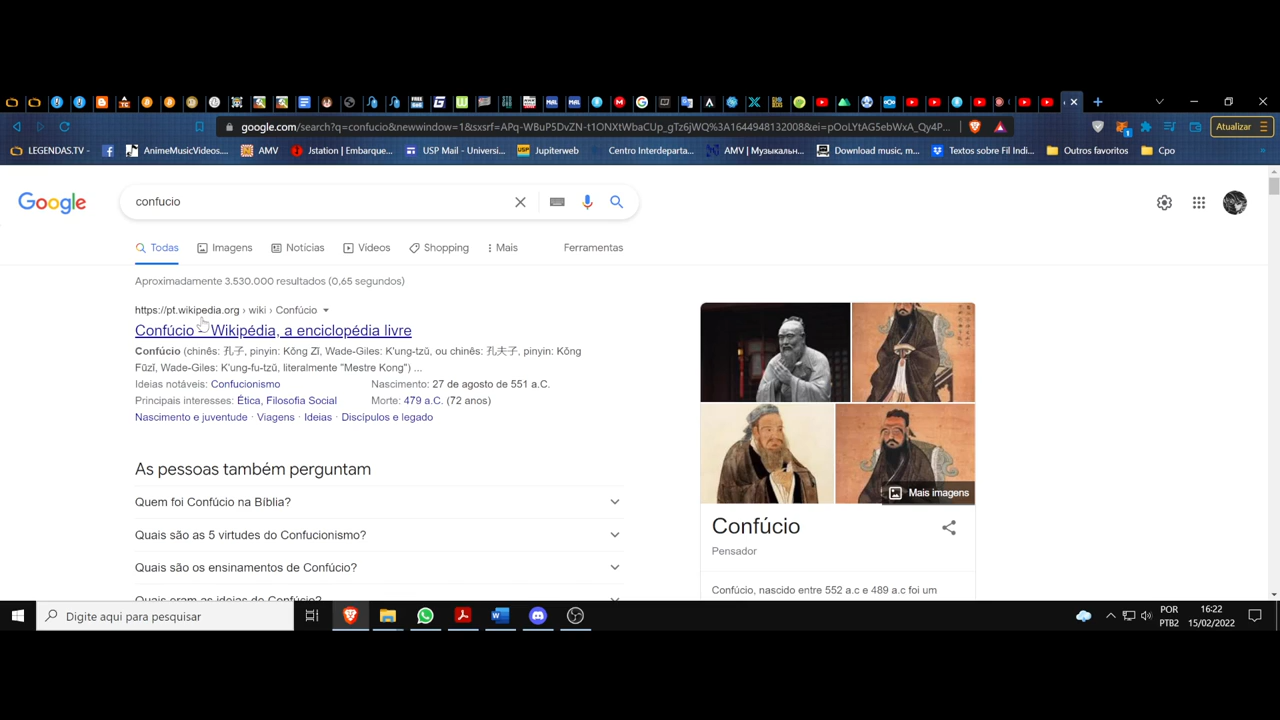 google.com/search?q=confucio&newwindow=1&sxsrf=APq-WBuP5DvZN-t1ONXtWbaCUp_gTz6jWQ%3A1644948132008&ei=pOoLYtAG5ebWxA_Qy4P...
Atualizar
LEGENDAS.TV - AnimeMusicVideos... AMV Jstation | Embarque... USP Mail - Universi... Jupiterweb Centro Interdeparta... AMV | Музыкальн... Download music, m... Textos sobre Fil Indi... Outros favoritos Cpo
Google
confucio
Todas Imagens Notícias Vídeos Shopping Mais Ferramentas
Aproximadamente 3.530.000 resultados (0,65 segundos)
https://pt.wikipedia.org › wiki › Confúcio
Confúcio Wikipédia, a enciclopédia livre
Confúcio (chinês: 孔子, pinyin: Kǒng Zǐ, Wade-Giles: K'ung-tzŭ, ou chinês: 孔夫子, pinyin: Kǒng
Fūzǐ, Wade-Giles: K'ung-fu-tzŭ, literalmente "Mestre Kong") ...
Ideias notáveis: Confucionismo Nascimento: 27 de agosto de 551 a.C.
Principais interesses: Ética, Filosofia Social Morte: 479 a.C. (72 anos)
Nascimento e juventude · Viagens · Ideias · Discípulos e legado
As pessoas também perguntam
Quem foi Confúcio na Bíblia?
Quais são as 5 virtudes do Confucionismo?
Quais são os ensinamentos de Confúcio?
Quais eram as ideias de Confúcio?
Mais imagens
Confúcio
Pensador
Confúcio, nascido entre 552 a.c e 489 a.c foi um
Digite aqui para pesquisar
POR
PTB2
16:22
15/02/2022